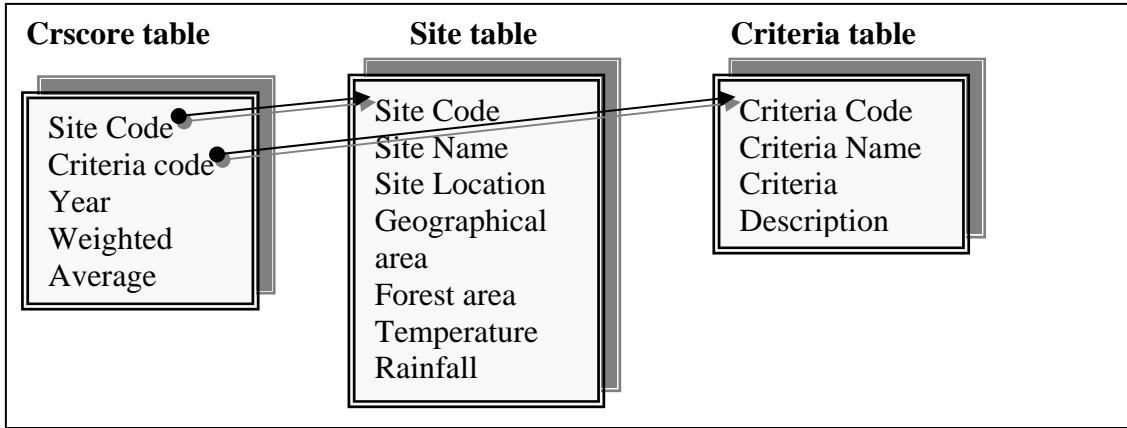 Crscore table
Site table
Criteria table
Site Code
Criteria code
Year
Weighted
Average
Site Code
Site Name
Site Location
Geographical
area
Forest area
Temperature
Rainfall
Criteria Code
Criteria Name
Criteria
Description